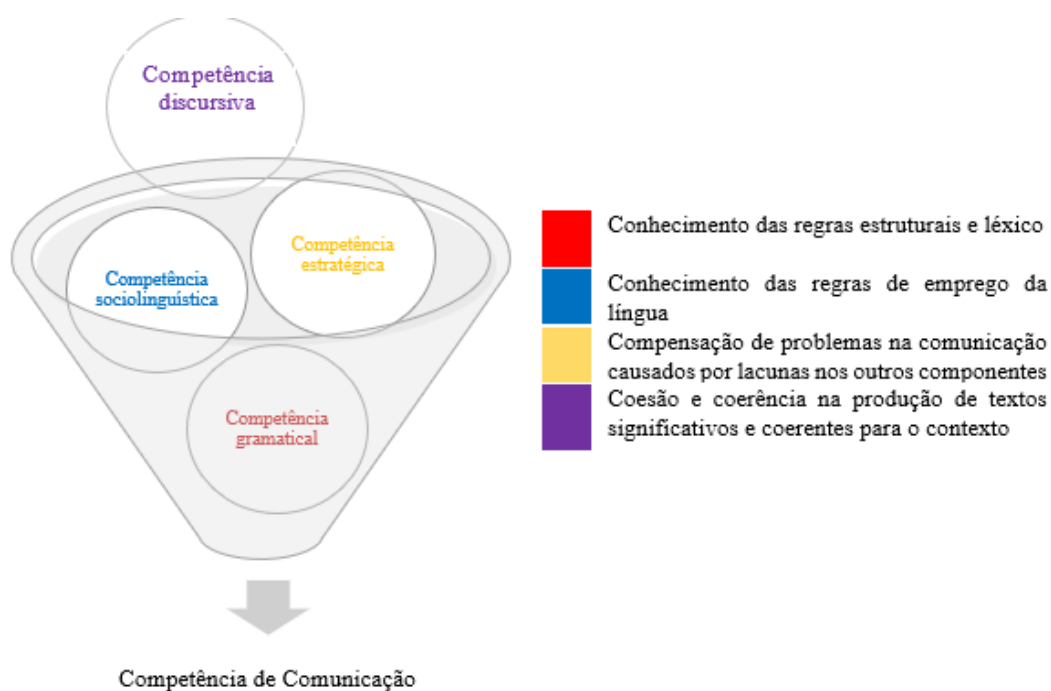 Competência
discursiva
Competência
estratégica
Competência
sociolinguística
Competência
gramatical
Competência de Comunicação
Conhecimento das regras estruturais e léxico
Conhecimento das regras de emprego da
língua
Compensação de problemas na comunicação
causados por lacunas nos outros componentes
Coesão e coerência na produção de textos
significativos e coerentes para o contexto